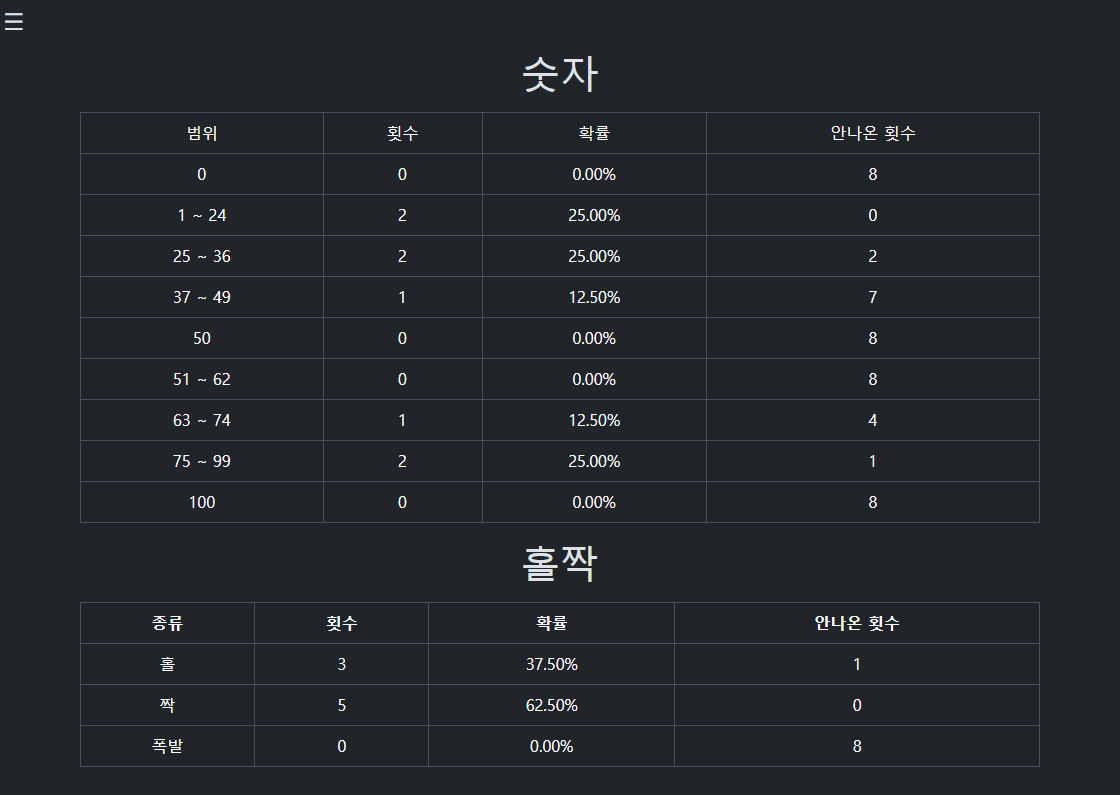 숫자
범위 횟수 확률 안나온 횟수
0 0 0.00% 8
1 ~ 24 2 25.00% 0
25 ~ 36 2 25.00% 2
37 ~ 49 1 12.50% 7
50 0 0.00% 8
51 ~ 62 0 0.00% 8
63 ~ 74 1 12.50% 4
75 ~ 99 2 25.00% 1
100 0 0.00% 8
홀짝
종류 횟수 확률 안나온 횟수
홀 3 37.50% 1
짝 5 62.50% 0
폭발 0 0.00% 8